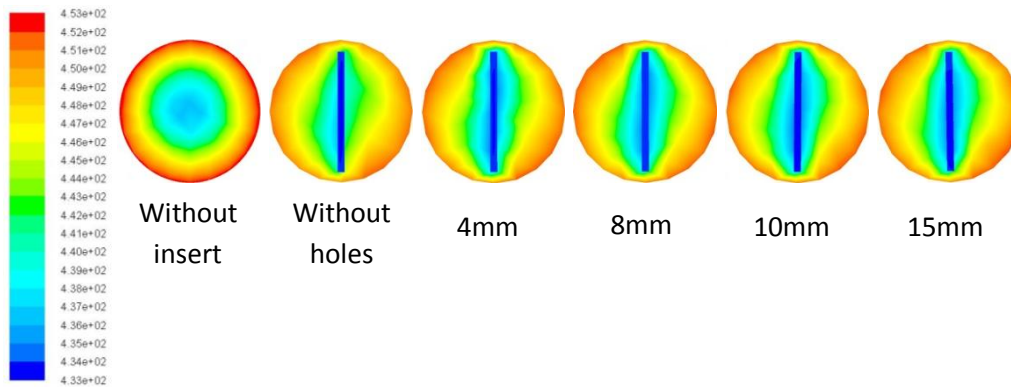 4.53e+02
4.52e+02
4.51e+02
4.50e+02
4.49e+02
4.48e+02
4.47e+02
4.46e+02
4.45e+02
4.44e+02
4.43e+02
4.42e+02
4.41e+02
4.40e+02
4.39e+02
4.38e+02
4.37e+02
4.36e+02
4.35e+02
4.34e+02
4.33e+02
Without
insert
Without
holes
4mm
8mm
10mm
15mm